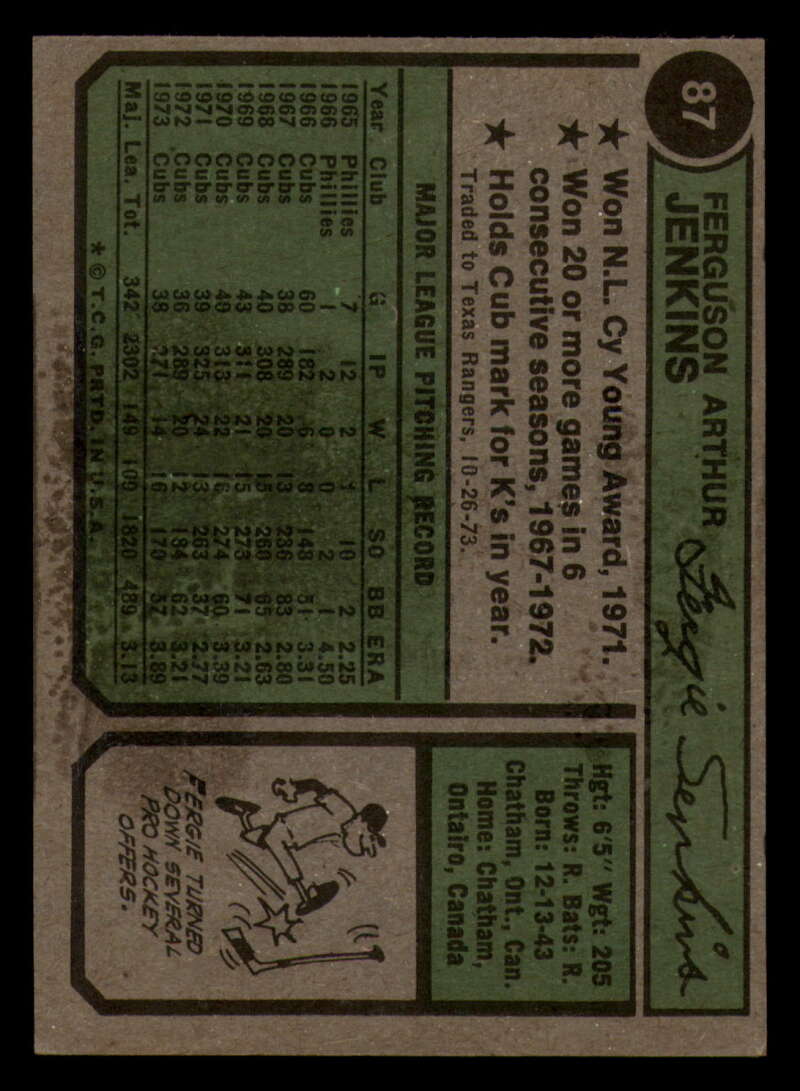 87
FERGUSON ARTHUR
JENKINS
Fergie Jenkins
★ Won N.L. Cy Young Award, 1971.
★ Won 20 or more games in 6
consecutive seasons, 1967-1972.
★ Holds Cub mark for K's in year.
Traded to Texas Rangers, 10-26-73.
MAJOR LEAGUE PITCHING RECORD
Year Club G IP W L SO BB ERA
1965 Phillies 7 12 2 1 10 2 2.25
1966 Phillies 1 2 0 0 2 1 4.50
1966 Cubs 60 182 6 8 148 51 3.31
1967 Cubs 38 289 20 13 236 83 2.80
1968 Cubs 40 308 20 15 260 65 2.63
1969 Cubs 43 311 21 15 273 71 3.21
1970 Cubs 40 313 22 16 274 60 3.39
1971 Cubs 39 325 24 13 263 37 2.77
1972 Cubs 36 289 20 12 184 62 3.21
1973 Cubs 38 271 14 16 170 57 3.89
Maj. Lea. Tot. 342 2302 149 109 1820 489 3.13
* © T.C.G. PRTD. IN U.S.A.
Hgt: 6'5" Wgt: 205
Throws: R. Bats: R.
Born: 12-13-43
Chatham, Ont., Can.
Home: Chatham,
Ontairo, Canada
FERGIE TURNED
DOWN SEVERAL
PRO HOCKEY
OFFERS.